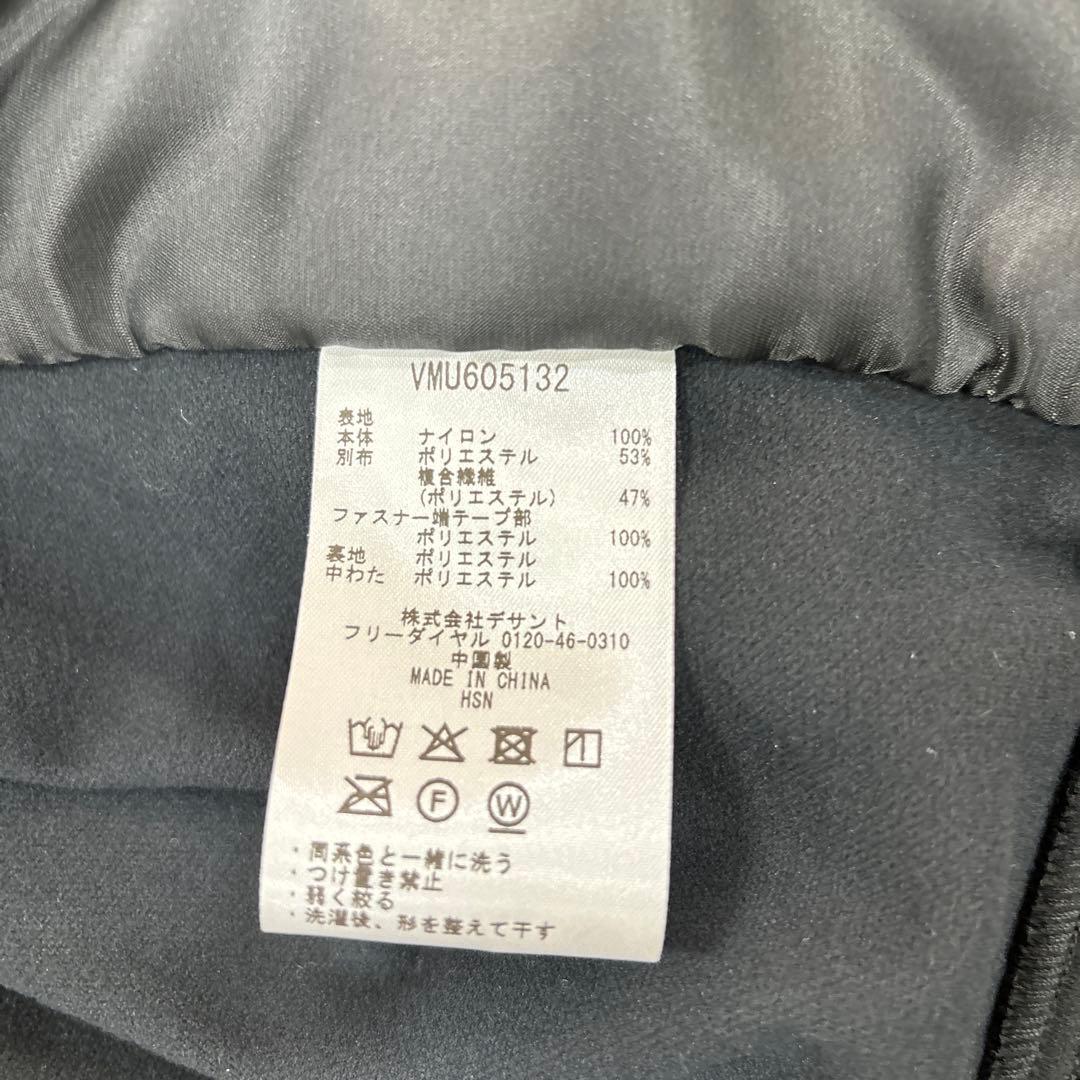 VMU605132
表地
本体 ナイロン 100%
別布 ポリエステル 53%
複合繊維
(ポリエステル) 47%
ファスナー端テープ部
ポリエステル 100%
裏地 ポリエステル
中わた ポリエステル 100%
株式会社デサント
フリーダイヤル 0120-46-0310
中国製
MADE IN CHINA
HSN
F W
・同系色と一緒に洗う
・つけ置き禁止
・弱く絞る
・洗濯後、形を整えて干す